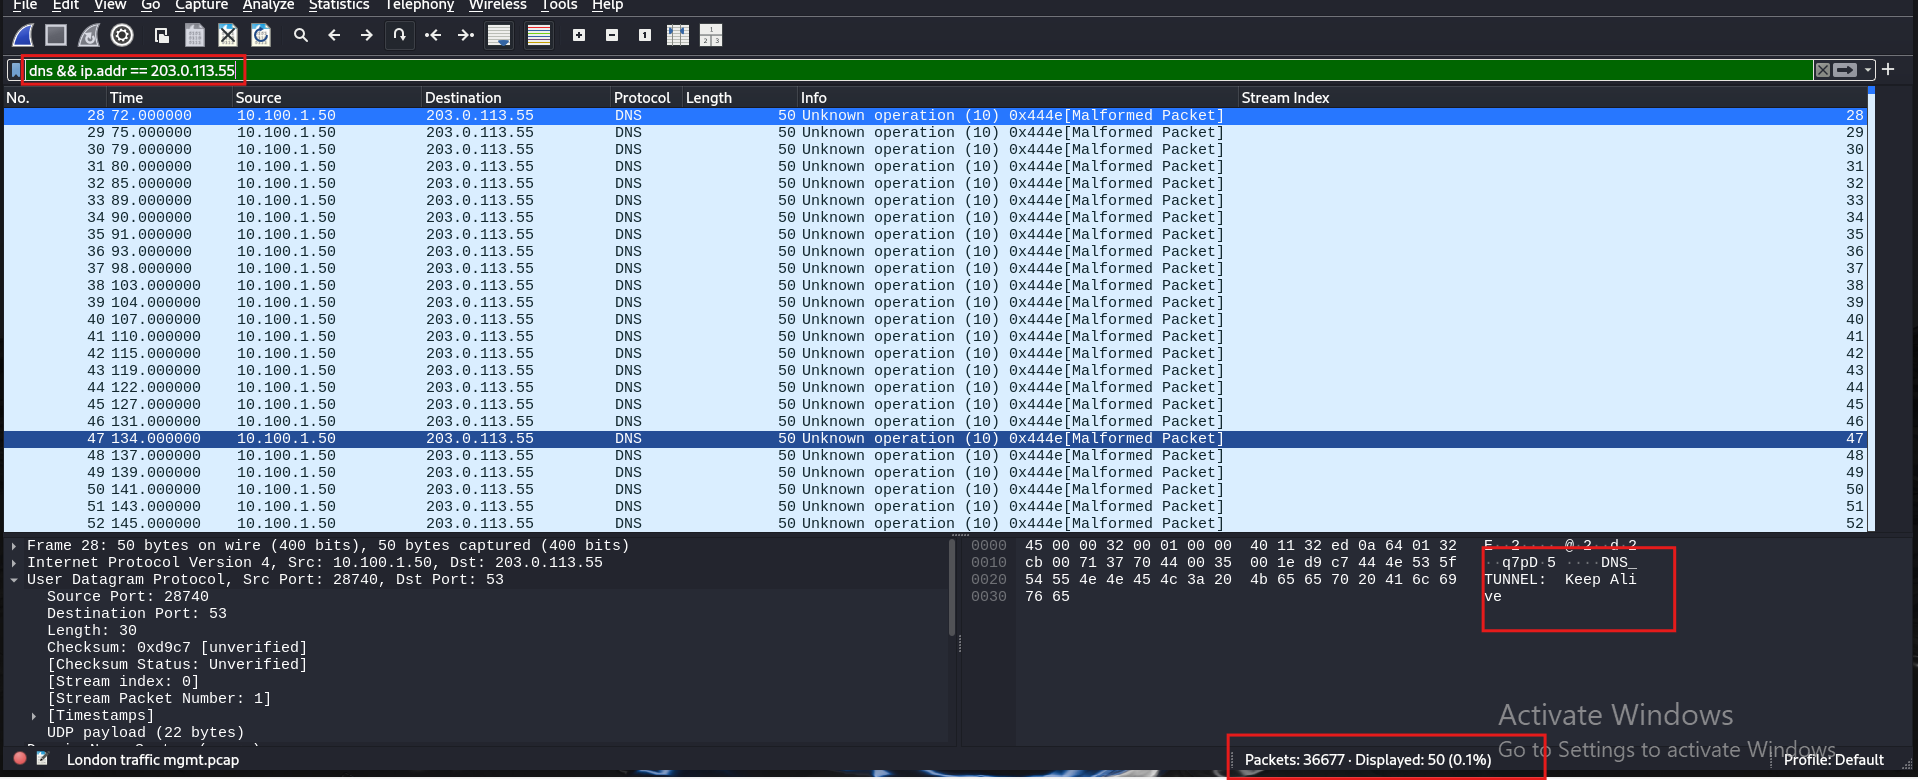 File Edit View Go Capture Analyze Statistics Telephony Wireless Tools Help
dns && ip.addr == 203.0.113.55
No. Time Source Destination Protocol Length Info Stream Index
28 72.000000 10.100.1.50 203.0.113.55 DNS 50 Unknown operation (10) 0x444e[Malformed Packet] 28
29 75.000000 10.100.1.50 203.0.113.55 DNS 50 Unknown operation (10) 0x444e[Malformed Packet] 29
30 79.000000 10.100.1.50 203.0.113.55 DNS 50 Unknown operation (10) 0x444e[Malformed Packet] 30
31 80.000000 10.100.1.50 203.0.113.55 DNS 50 Unknown operation (10) 0x444e[Malformed Packet] 31
32 85.000000 10.100.1.50 203.0.113.55 DNS 50 Unknown operation (10) 0x444e[Malformed Packet] 32
33 89.000000 10.100.1.50 203.0.113.55 DNS 50 Unknown operation (10) 0x444e[Malformed Packet] 33
34 90.000000 10.100.1.50 203.0.113.55 DNS 50 Unknown operation (10) 0x444e[Malformed Packet] 34
35 91.000000 10.100.1.50 203.0.113.55 DNS 50 Unknown operation (10) 0x444e[Malformed Packet] 35
36 93.000000 10.100.1.50 203.0.113.55 DNS 50 Unknown operation (10) 0x444e[Malformed Packet] 36
37 98.000000 10.100.1.50 203.0.113.55 DNS 50 Unknown operation (10) 0x444e[Malformed Packet] 37
38 103.000000 10.100.1.50 203.0.113.55 DNS 50 Unknown operation (10) 0x444e[Malformed Packet] 38
39 104.000000 10.100.1.50 203.0.113.55 DNS 50 Unknown operation (10) 0x444e[Malformed Packet] 39
40 107.000000 10.100.1.50 203.0.113.55 DNS 50 Unknown operation (10) 0x444e[Malformed Packet] 40
41 110.000000 10.100.1.50 203.0.113.55 DNS 50 Unknown operation (10) 0x444e[Malformed Packet] 41
42 115.000000 10.100.1.50 203.0.113.55 DNS 50 Unknown operation (10) 0x444e[Malformed Packet] 42
43 119.000000 10.100.1.50 203.0.113.55 DNS 50 Unknown operation (10) 0x444e[Malformed Packet] 43
44 122.000000 10.100.1.50 203.0.113.55 DNS 50 Unknown operation (10) 0x444e[Malformed Packet] 44
45 127.000000 10.100.1.50 203.0.113.55 DNS 50 Unknown operation (10) 0x444e[Malformed Packet] 45
46 131.000000 10.100.1.50 203.0.113.55 DNS 50 Unknown operation (10) 0x444e[Malformed Packet] 46
47 134.000000 10.100.1.50 203.0.113.55 DNS 50 Unknown operation (10) 0x444e[Malformed Packet] 47
48 137.000000 10.100.1.50 203.0.113.55 DNS 50 Unknown operation (10) 0x444e[Malformed Packet] 48
49 139.000000 10.100.1.50 203.0.113.55 DNS 50 Unknown operation (10) 0x444e[Malformed Packet] 49
50 141.000000 10.100.1.50 203.0.113.55 DNS 50 Unknown operation (10) 0x444e[Malformed Packet] 50
51 143.000000 10.100.1.50 203.0.113.55 DNS 50 Unknown operation (10) 0x444e[Malformed Packet] 51
52 145.000000 10.100.1.50 203.0.113.55 DNS 50 Unknown operation (10) 0x444e[Malformed Packet] 52
Frame 28: 50 bytes on wire (400 bits), 50 bytes captured (400 bits)
Internet Protocol Version 4, Src: 10.100.1.50, Dst: 203.0.113.55
User Datagram Protocol, Src Port: 28740, Dst Port: 53
Source Port: 28740
Destination Port: 53
Length: 30
Checksum: 0xd9c7 [unverified]
[Checksum Status: Unverified]
[Stream index: 0]
[Stream Packet Number: 1]
[Timestamps]
UDP payload (22 bytes)
0000 45 00 00 32 00 01 00 00 40 11 32 ed 0a 64 01 32 E··2····@·2··d·2
0010 cb 00 71 37 70 44 00 35 00 1e d9 c7 44 4e 53 5f ··q7pD·5····DNS_
0020 54 55 4e 4e 45 4c 3a 20 4b 65 65 70 20 41 6c 69 TUNNEL: Keep Ali
0030 76 65 ve
Activate Windows
Go to Settings to activate Windows.
London traffic mgmt.pcap
Packets: 36677 · Displayed: 50 (0.1%)
Profile: Default